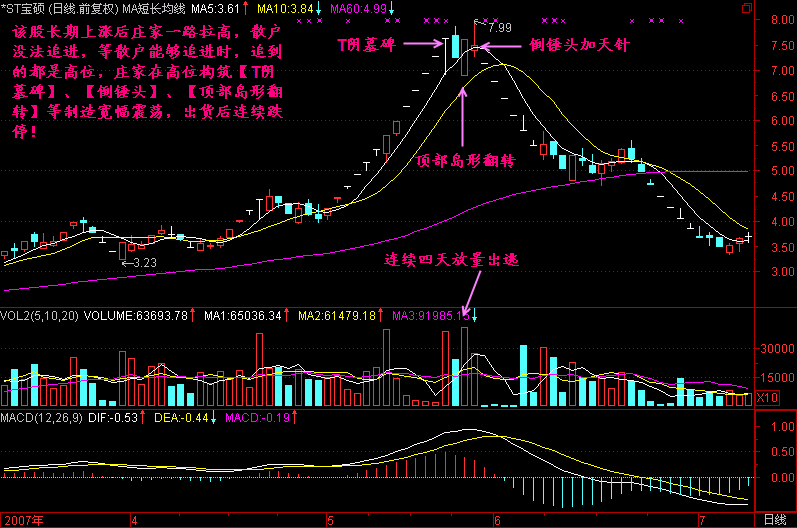 *ST宝硕 (日线.前复权) MA短长均线 MA5:3.61↑ MA10:3.84↓ MA60:4.99↓
该股长期上涨后庄家一路拉高，散户
没法追进，等散户能够追进时，追到
的都是高位，庄家在高位构筑【T阴
墓碑】、【倒锤头】、【顶部岛形翻
转】等制造宽幅震荡，出货后连续跌
停！
7.99
T阴墓碑
倒锤头加天针
顶部岛形翻转
3.23
连续四天放量出逃
8.00
7.50
7.00
6.50
6.00
5.50
5.00
4.50
4.00
3.50
3.00
VOL2(5,10,20) VOLUME:63693.78↑ MA1:65036.34↑ MA2:61479.18↑ MA3:91985.15↓
30000
15000
X10
MACD(12,26,9) DIF:-0.53↑ DEA:-0.44↓ MACD:-0.19↑
1.00
0.50
0.00
2007年 4 5 6 7 日线